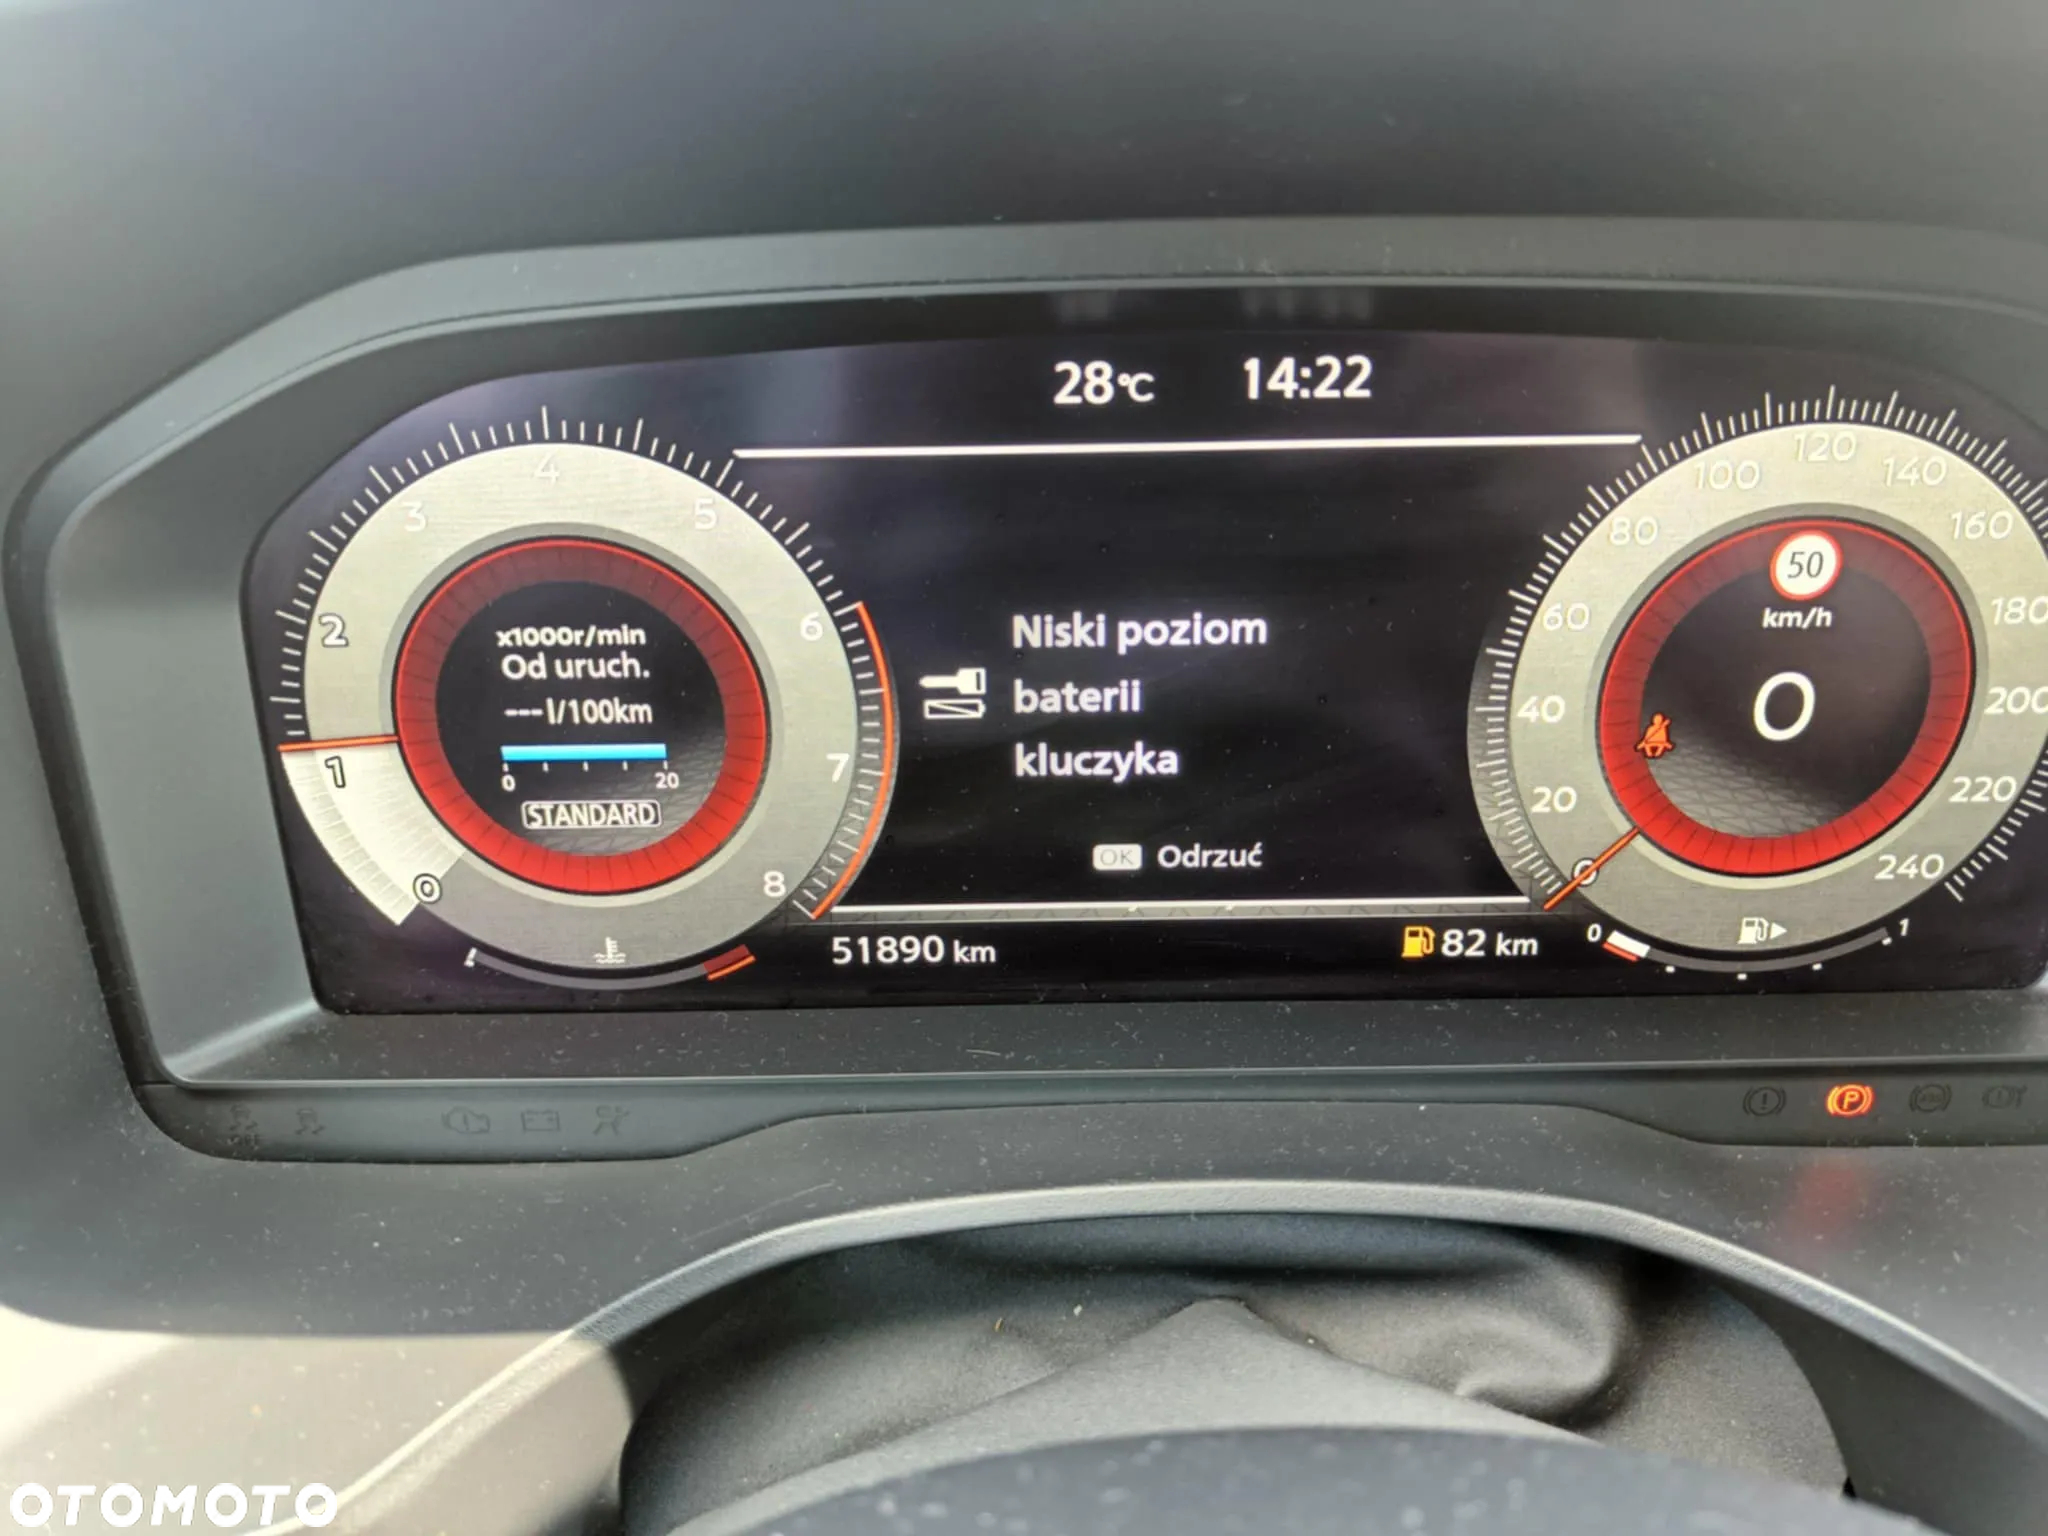 28°C 14:22
4
3 5
2 6
1 7
0 8
x1000r/min
Od uruch.
---l/100km
0 20
STANDARD
Niski poziom
baterii
kluczyka
OK Odrzuć
120
100 140
80 160
60 180
40 200
20 220
0 240
50
km/h
0
51890 km
82 km
0 1
P
ABS
OTOMOTO